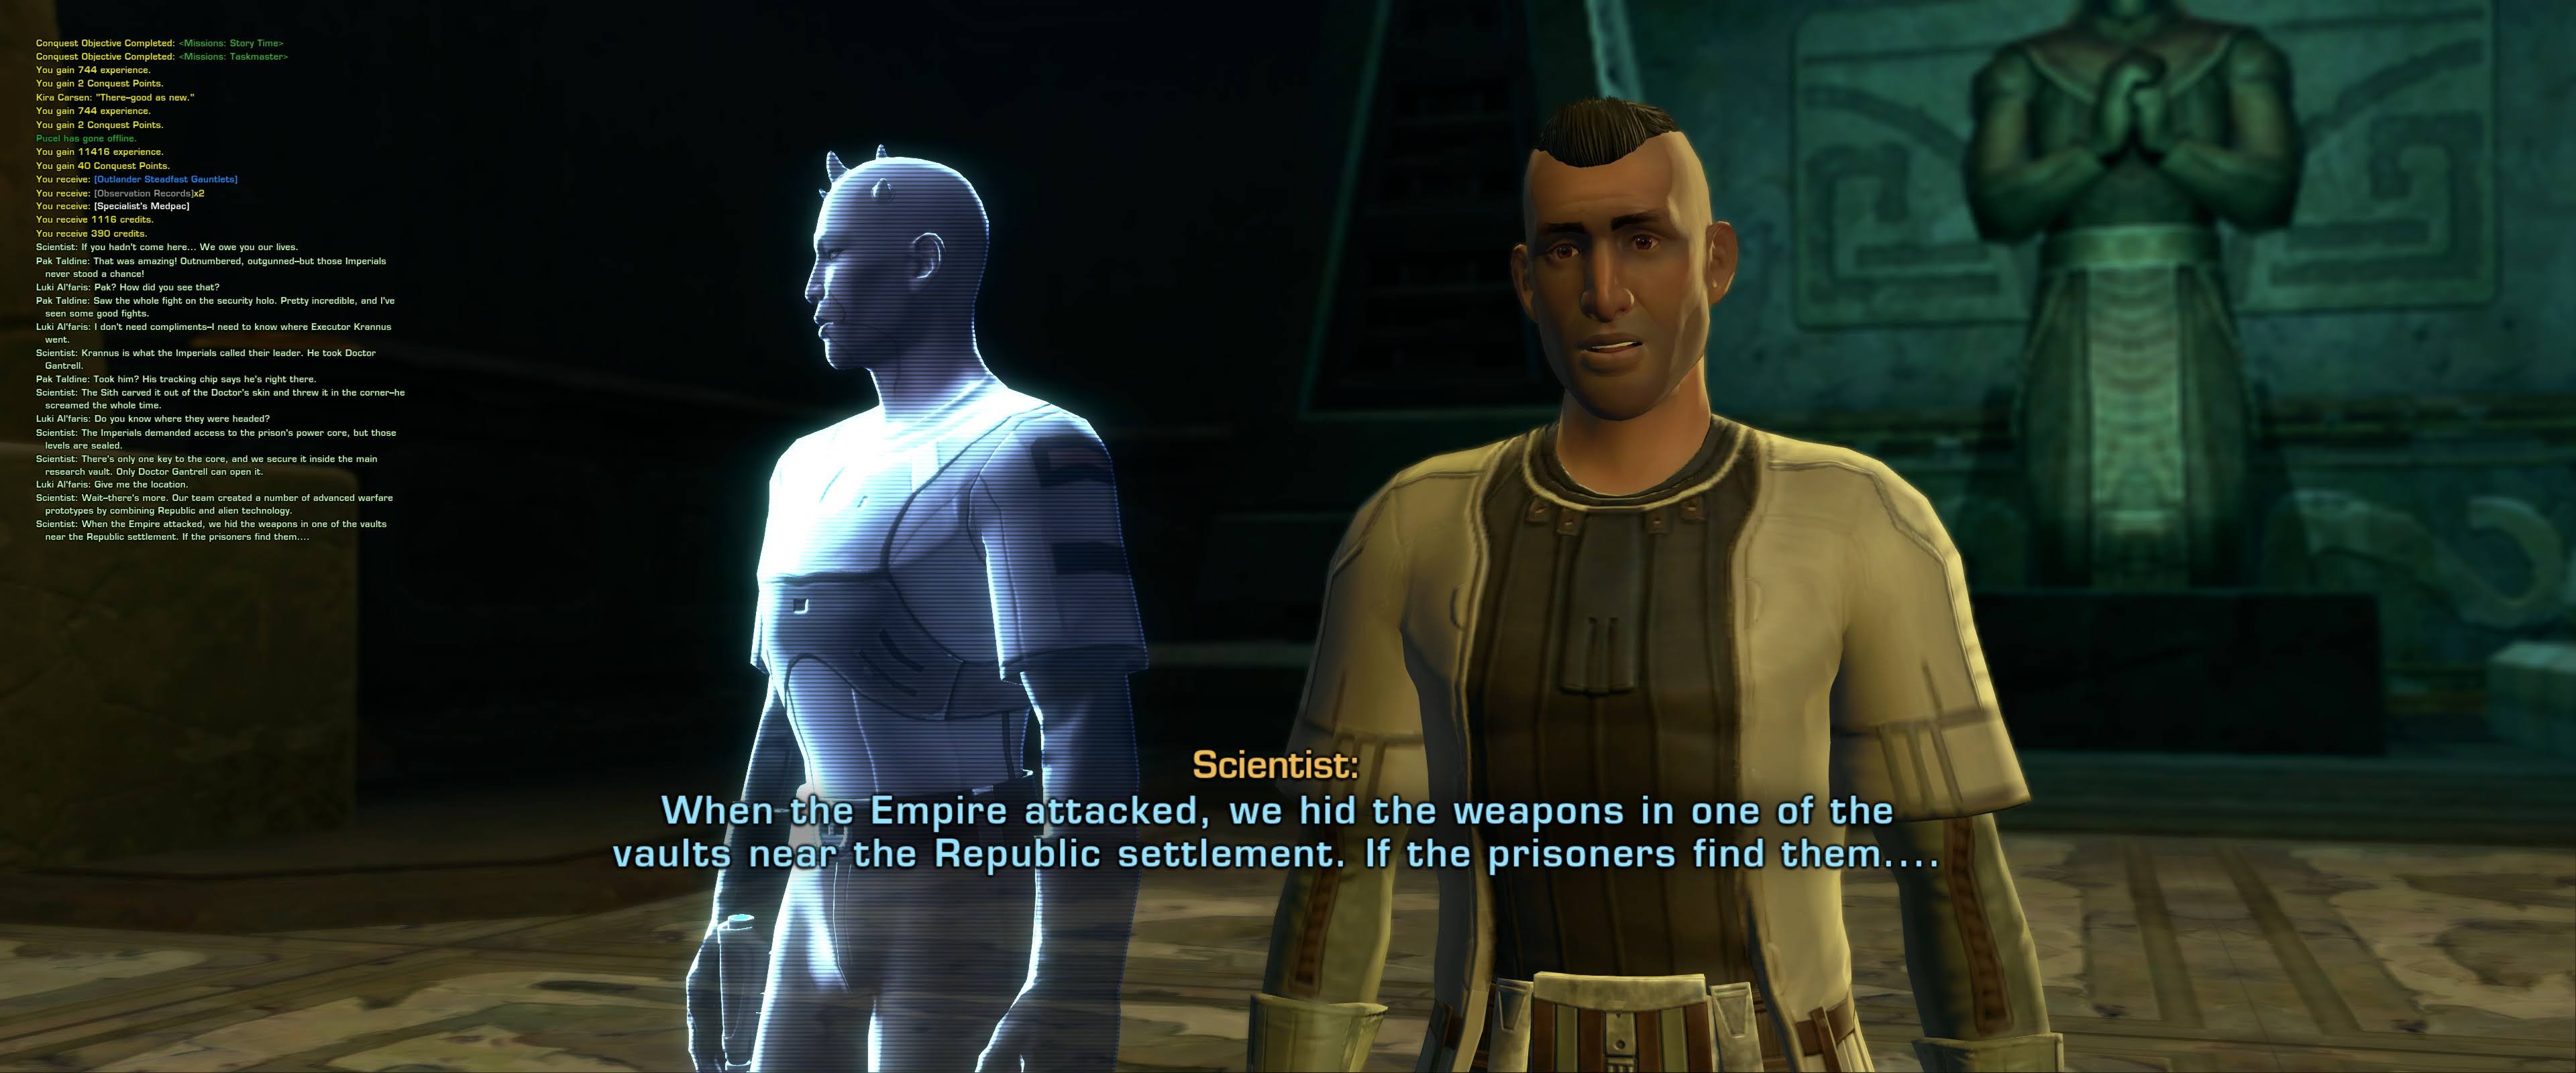 Conquest Objective Completed: <Missions: Story Time>
Conquest Objective Completed: <Missions: Taskmaster>
You gain 744 experience.
You gain 2 Conquest Points.
Kira Carsen: "There—good as new."
You gain 744 experience.
You gain 2 Conquest Points.
Pucel has gone offline.
You gain 11416 experience.
You gain 40 Conquest Points.
You receive: [Outlander Steadfast Gauntlets]
You receive: [Observation Records]x2
You receive: [Specialist's Medpac]
You receive 1116 credits.
You receive 390 credits.
Scientist: If you hadn't come here... We owe you our lives.
Pak Taldine: That was amazing! Outnumbered, outgunned—but those Imperials
never stood a chance!
Luki Al'faris: Pak? How did you see that?
Pak Taldine: Saw the whole fight on the security holo. Pretty incredible, and I've
seen some good fights.
Luki Al'faris: I don't need compliments—I need to know where Executor Krannus
went.
Scientist: Krannus is what the Imperials called their leader. He took Doctor
Gantrell.
Pak Taldine: Took him? His tracking chip says he's right there.
Scientist: The Sith carved it out of the Doctor's skin and threw it in the corner—he
screamed the whole time.
Luki Al'faris: Do you know where they were headed?
Scientist: The Imperials demanded access to the prison's power core, but those
levels are sealed.
Scientist: There's only one key to the core, and we secure it inside the main
research vault. Only Doctor Gantrell can open it.
Luki Al'faris: Give me the location.
Scientist: Wait—there's more. Our team created a number of advanced warfare
prototypes by combining Republic and alien technology.
Scientist: When the Empire attacked, we hid the weapons in one of the vaults
near the Republic settlement. If the prisoners find them....
Scientist:
When the Empire attacked, we hid the weapons in one of the
vaults near the Republic settlement. If the prisoners find them....